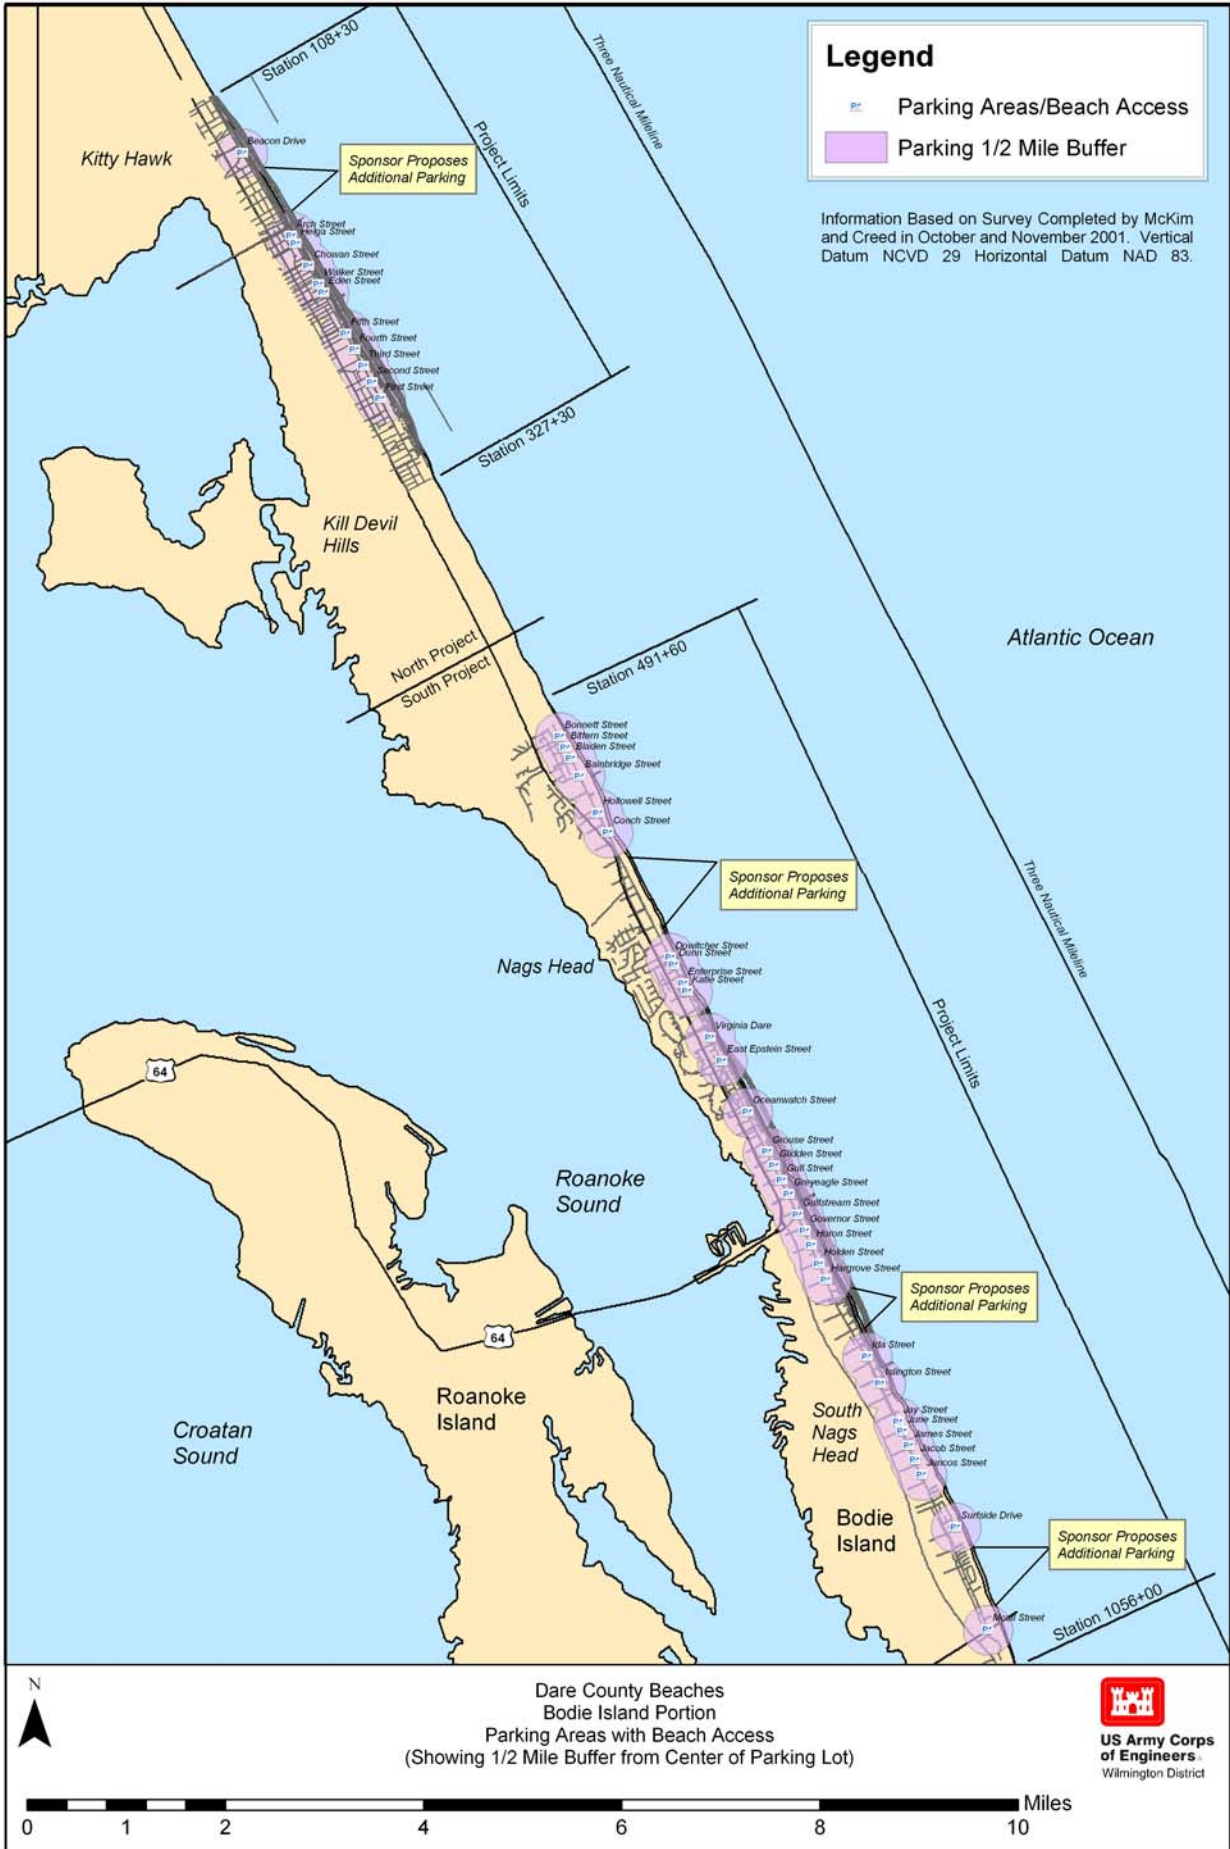 Station 108+30
Three Nautical Mileline
Legend
Parking Areas/Beach Access
Parking 1/2 Mile Buffer
Information Based on Survey Completed by McKim
and Creed in October and November 2001. Vertical
Datum NCVD 29 Horizontal Datum NAD 83.
Project Limits
Kitty Hawk
Beacon Drive
Sponsor Proposes
Additional Parking
Arch Street
Helga Street
Chowan Street
Walker Street
Eden Street
Fifth Street
Fourth Street
Third Street
Second Street
First Street
Station 327+30
Kill Devil
Hills
North Project
South Project
Station 491+60
Atlantic Ocean
Bonnett Street
Bittern Street
Bladen Street
Bainbridge Street
Hollowell Street
Conch Street
Sponsor Proposes
Additional Parking
Three Nautical Mileline
Nags Head
Dowitcher Street
Dunn Street
Enterprise Street
Katie Street
Virginia Dare
East Epstein Street
Project Limits
64
Oceanwatch Street
Grouse Street
Glidden Street
Gull Street
Greyeagle Street
Gulfstream Street
Governor Street
Huron Street
Holden Street
Hargrove Street
Roanoke
Sound
Sponsor Proposes
Additional Parking
64
Ida Street
Islington Street
Jay Street
June Street
James Street
Jacob Street
Juncos Street
Roanoke
Island
Croatan
Sound
South
Nags
Head
Bodie
Island
Surfside Drive
Sponsor Proposes
Additional Parking
Street
Station 1056+00
N
Dare County Beaches
Bodie Island Portion
Parking Areas with Beach Access
(Showing 1/2 Mile Buffer from Center of Parking Lot)
US Army Corps
of Engineers
Wilmington District
Miles
0 1 2 4 6 8 10